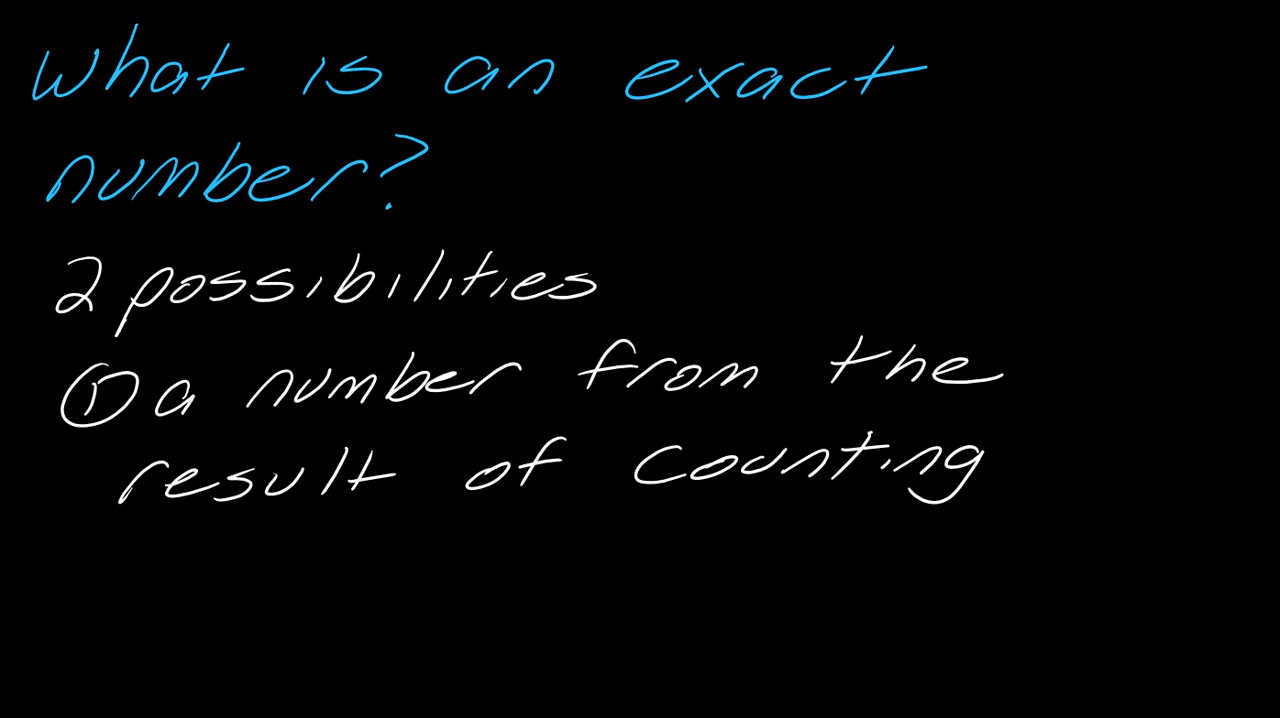 What is an exact
number?
2 possibilities
① a number from the
result of counting